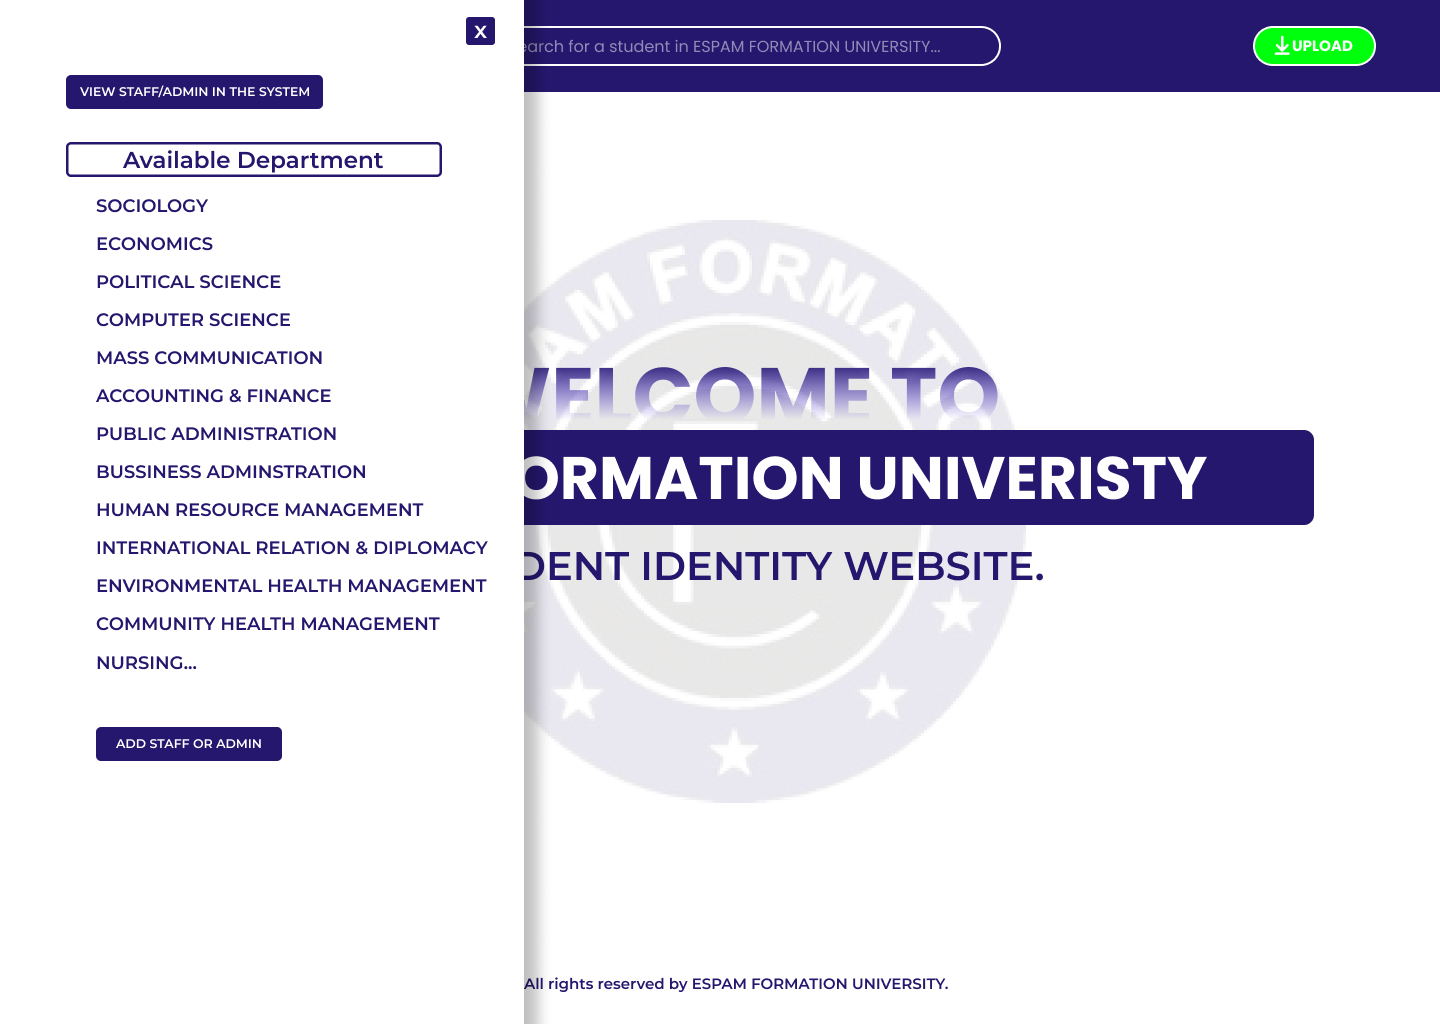 X
VIEW STAFF/ADMIN IN THE SYSTEM
Available Department
SOCIOLOGY
ECONOMICS
POLITICAL SCIENCE
COMPUTER SCIENCE
MASS COMMUNICATION
ACCOUNTING & FINANCE
PUBLIC ADMINISTRATION
BUSSINESS ADMINSTRATION
HUMAN RESOURCE MANAGEMENT
INTERNATIONAL RELATION & DIPLOMACY
ENVIRONMENTAL HEALTH MANAGEMENT
COMMUNITY HEALTH MANAGEMENT
NURSING...
ADD STAFF OR ADMIN
earch for a student in ESPAM FORMATION UNIVERSITY...
UPLOAD
PAM FORMATIO
WELCOME TO
ORMATION UNIVERISTY
DENT IDENTITY WEBSITE.
All rights reserved by ESPAM FORMATION UNIVERSITY.